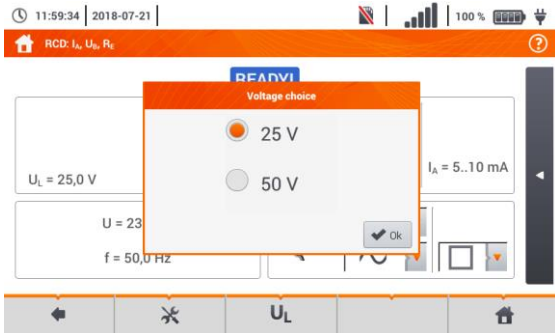 11:59:34 2018-07-21 100 %
RCD: IA, UB, RE
READY!
Voltage choice
25 V
50 V
Ok
UL = 25,0 V
IA = 5..10 mA
U = 23
f = 50,0 Hz
UL